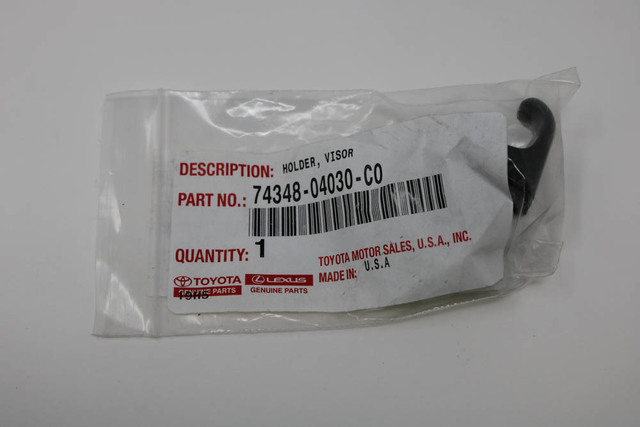 DESCRIPTION: HOLDER, VISOR
PART NO.: 74348-04030-C0
QUANTITY: 1
TOYOTA MOTOR SALES, U.S.A., INC.
MADE IN: U.S.A
TOYOTA LEXUS
GENUINE PARTS GENUINE PARTS